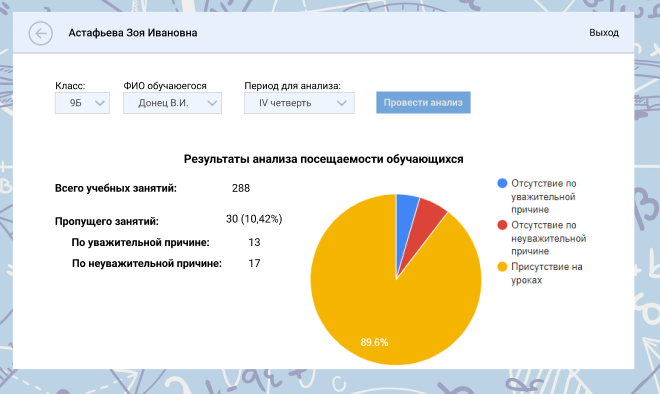 Астафьева Зоя Ивановна
Выход
Класс:
ФИО обучаюегося
Период для анализа:
9Б
Донец В.И.
IV четверть
Провести анализ
Результаты анализа посещаемости обучающихся
Всего учебных занятий: 288
Пропущего занятий: 30 (10,42%)
По уважительной причине: 13
По неуважительной причине: 17
Отсутствие по
уважительной
причине
Отсутствие по
неуважительной
причине
Присутствие на
уроках
89.6%